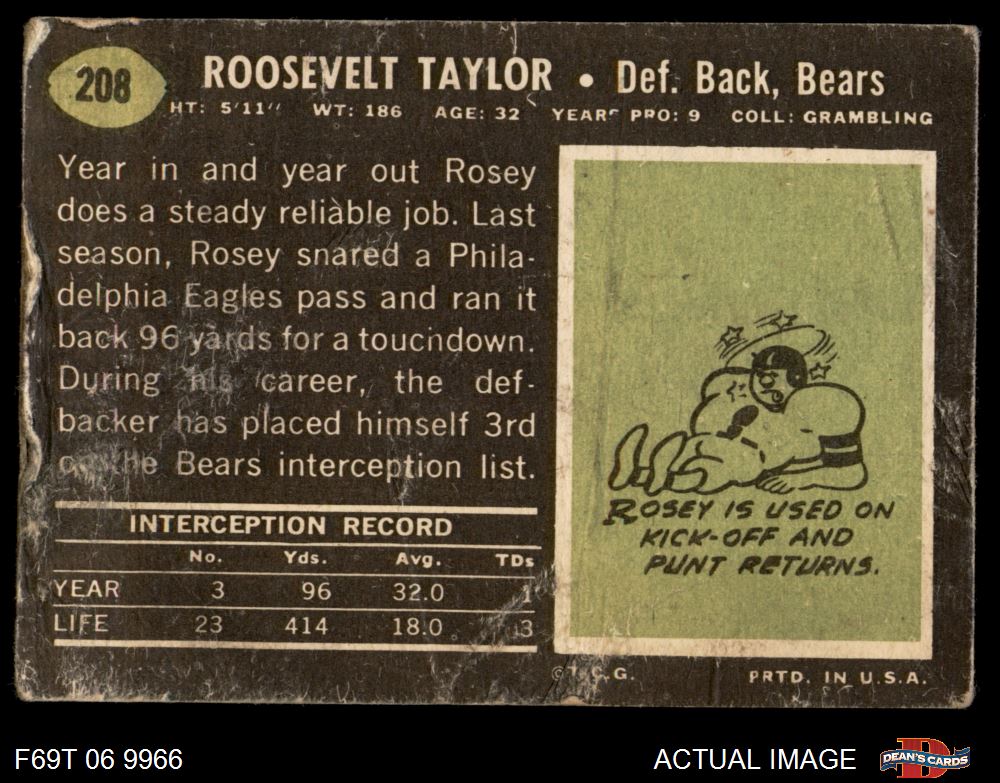 208
ROOSEVELT TAYLOR • Def. Back, Bears
HT: 5'11'' WT: 186 AGE: 32 YEARS PRO: 9 COLL: GRAMBLING
Year in and year out Rosey
does a steady reliable job. Last
season, Rosey snared a Phila-
delphia Eagles pass and ran it
back 96 yards for a toucndown.
During his career, the def-
backer has placed himself 3rd
the Bears interception list.
INTERCEPTION RECORD
No. Yds. Avg. TDs
YEAR 3 96 32.0 1
LIFE 23 414 18.0 3
ROSEY IS USED ON
KICK-OFF AND
PUNT RETURNS.
©T.C.G. PRTD. IN U.S.A.
F69T 06 9966 ACTUAL IMAGE DEAN'S CARDS